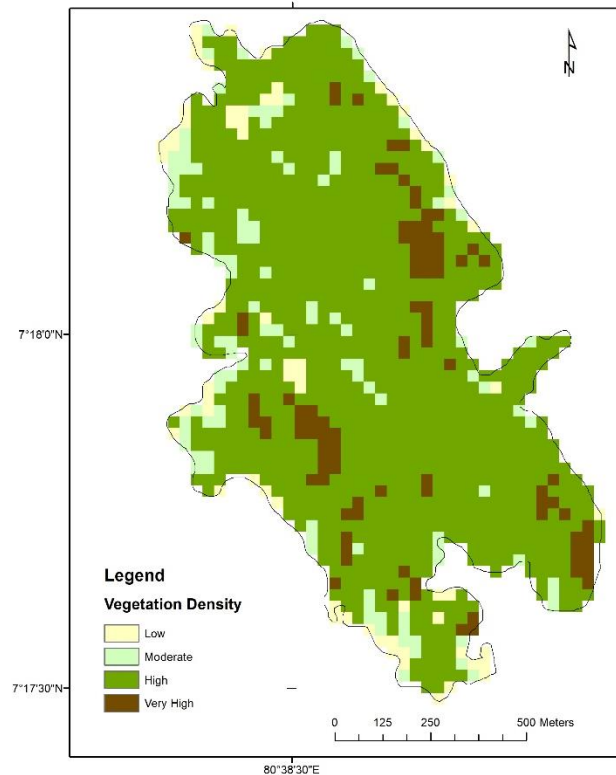 N
7°18'0"N
Legend
Vegetation Density
Low
Moderate
High
Very High
7°17'30"N
0 125 250 500 Meters
80°38'30"E